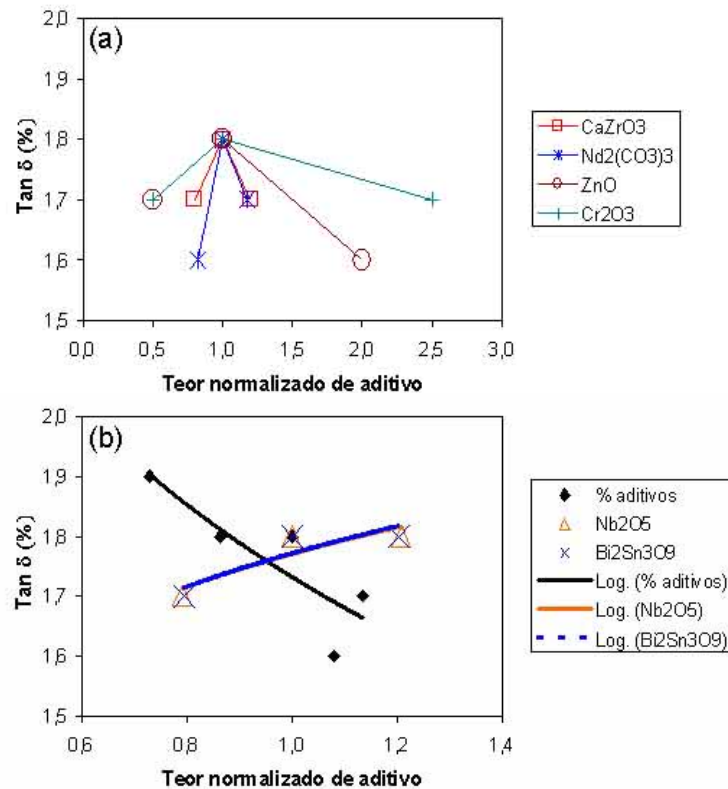 (a)
2,0
1,9
1,8
1,7
1,6
1,5
Tan δ (%)
0,0 0,5 1,0 1,5 2,0 2,5 3,0
Teor normalizado de aditivo
CaZrO3
Nd2(CO3)3
ZnO
Cr2O3
(b)
2,0
1,9
1,8
1,7
1,6
1,5
Tan δ (%)
0,6 0,8 1,0 1,2 1,4
Teor normalizado de aditivo
% aditivos
Nb2O5
Bi2Sn3O9
Log. (% aditivos)
Log. (Nb2O5)
Log. (Bi2Sn3O9)